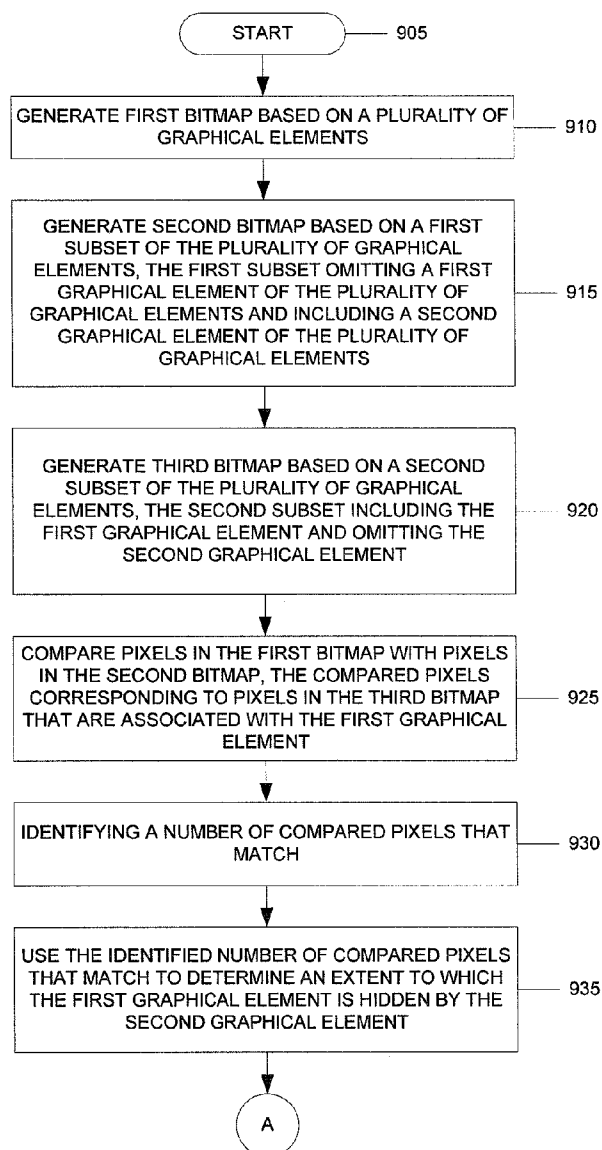 START
905
GENERATE FIRST BITMAP BASED ON A PLURALITY OF
GRAPHICAL ELEMENTS
910
GENERATE SECOND BITMAP BASED ON A FIRST
SUBSET OF THE PLURALITY OF GRAPHICAL
ELEMENTS, THE FIRST SUBSET OMITTING A FIRST
GRAPHICAL ELEMENT OF THE PLURALITY OF
GRAPHICAL ELEMENTS AND INCLUDING A SECOND
GRAPHICAL ELEMENT OF THE PLURALITY OF
GRAPHICAL ELEMENTS
915
GENERATE THIRD BITMAP BASED ON A SECOND
SUBSET OF THE PLURALITY OF GRAPHICAL
ELEMENTS, THE SECOND SUBSET INCLUDING THE
FIRST GRAPHICAL ELEMENT AND OMITTING THE
SECOND GRAPHICAL ELEMENT
920
COMPARE PIXELS IN THE FIRST BITMAP WITH PIXELS
IN THE SECOND BITMAP, THE COMPARED PIXELS
CORRESPONDING TO PIXELS IN THE THIRD BITMAP
THAT ARE ASSOCIATED WITH THE FIRST GRAPHICAL
ELEMENT
925
IDENTIFYING A NUMBER OF COMPARED PIXELS THAT
MATCH
930
USE THE IDENTIFIED NUMBER OF COMPARED PIXELS
THAT MATCH TO DETERMINE AN EXTENT TO WHICH
THE FIRST GRAPHICAL ELEMENT IS HIDDEN BY THE
SECOND GRAPHICAL ELEMENT
935
A